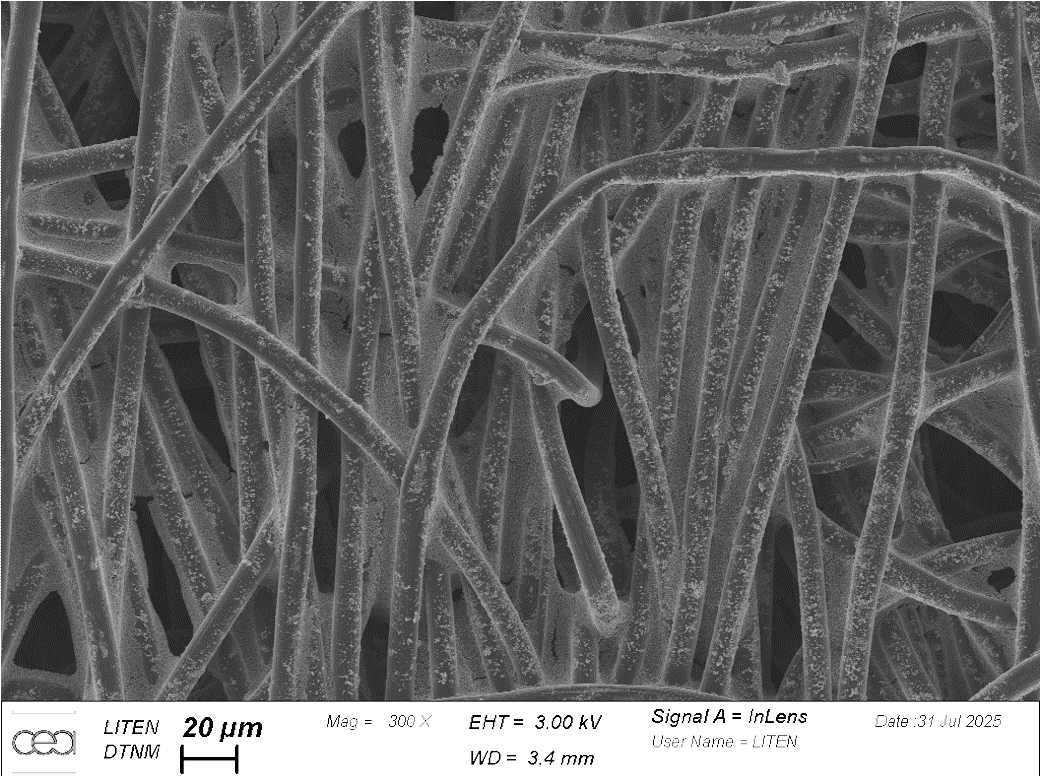 cea
LITEN
DTNM
20 µm
Mag = 300 X
EHT = 3.00 kV
WD = 3.4 mm
Signal A = InLens
User Name = LITEN
Date :31 Jul 2025